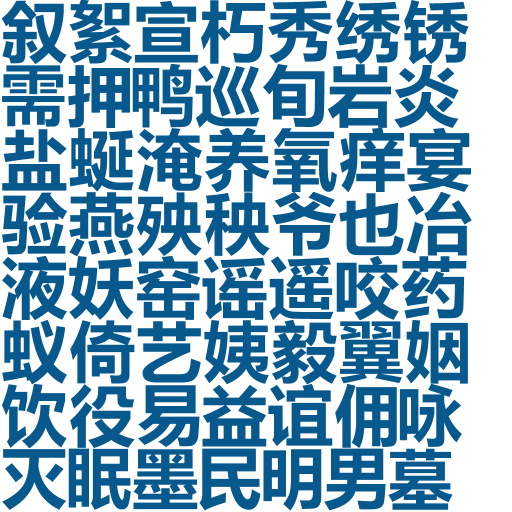 叙絮宣朽秀绣锈
需押鸭巡旬岩炎
盐蜒淹养氧痒宴
验燕殃秧爷也冶
液妖窑谣遥咬药
蚁倚艺姨毅翼姻
饮役易益谊佣咏
灭眠墨民明男墓